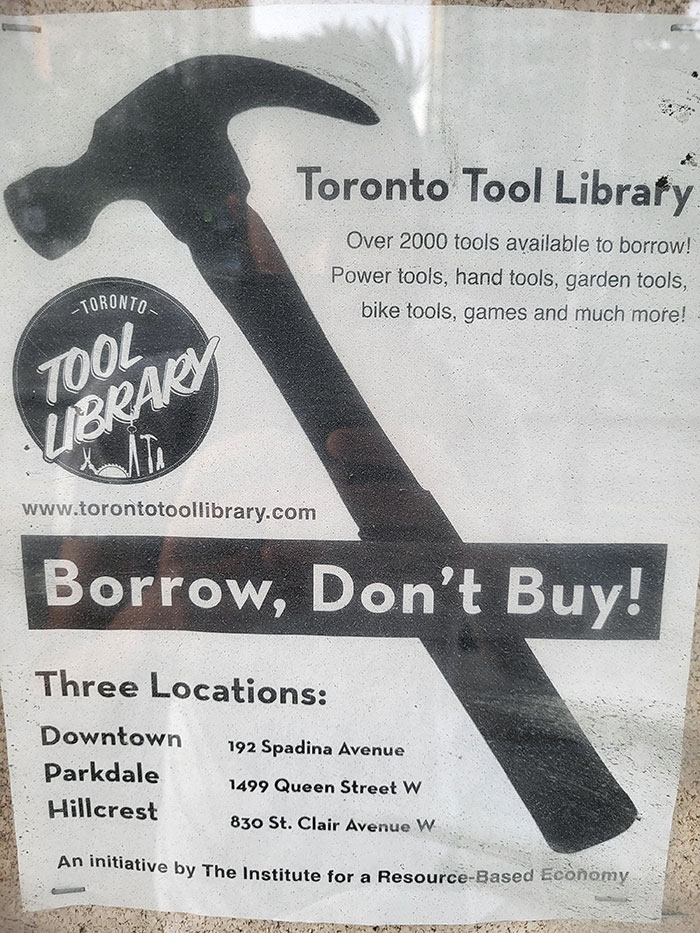 Toronto Tool Library
Over 2000 tools available to borrow!
Power tools, hand tools, garden tools,
bike tools, games and much more!
-TORONTO-
TOOL
LIBRARY
www.torontotoollibrary.com
Borrow, Don't Buy!
Three Locations:
Downtown 192 Spadina Avenue
Parkdale 1499 Queen Street W
Hillcrest 830 St. Clair Avenue W
An initiative by The Institute for a Resource-Based Economy